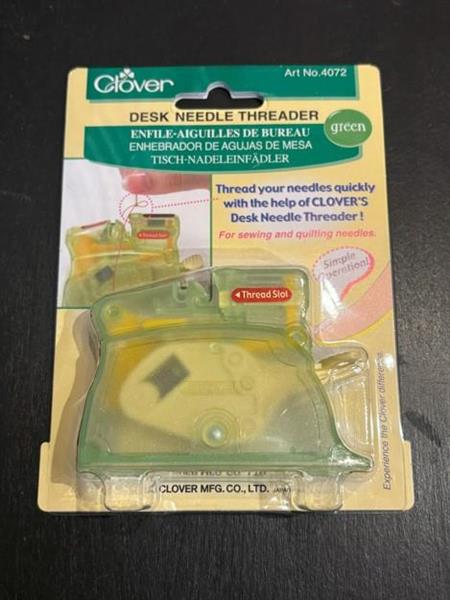 Clover
Art No.4072
DESK NEEDLE THREADER
ENFILE-AIGUILLES DE BUREAU
ENHEBRADOR DE AGUJAS DE MESA
TISCH-NADELEINFÄDLER
green
Thread your needles quickly
with the help of CLOVER'S
Desk Needle Threader !
For sewing and quilting needles.
Thread Slot
Simple
Operation!
Thread Slot
Experience the Clover difference
CLOVER MFG.CO.,LTD. JAPAN